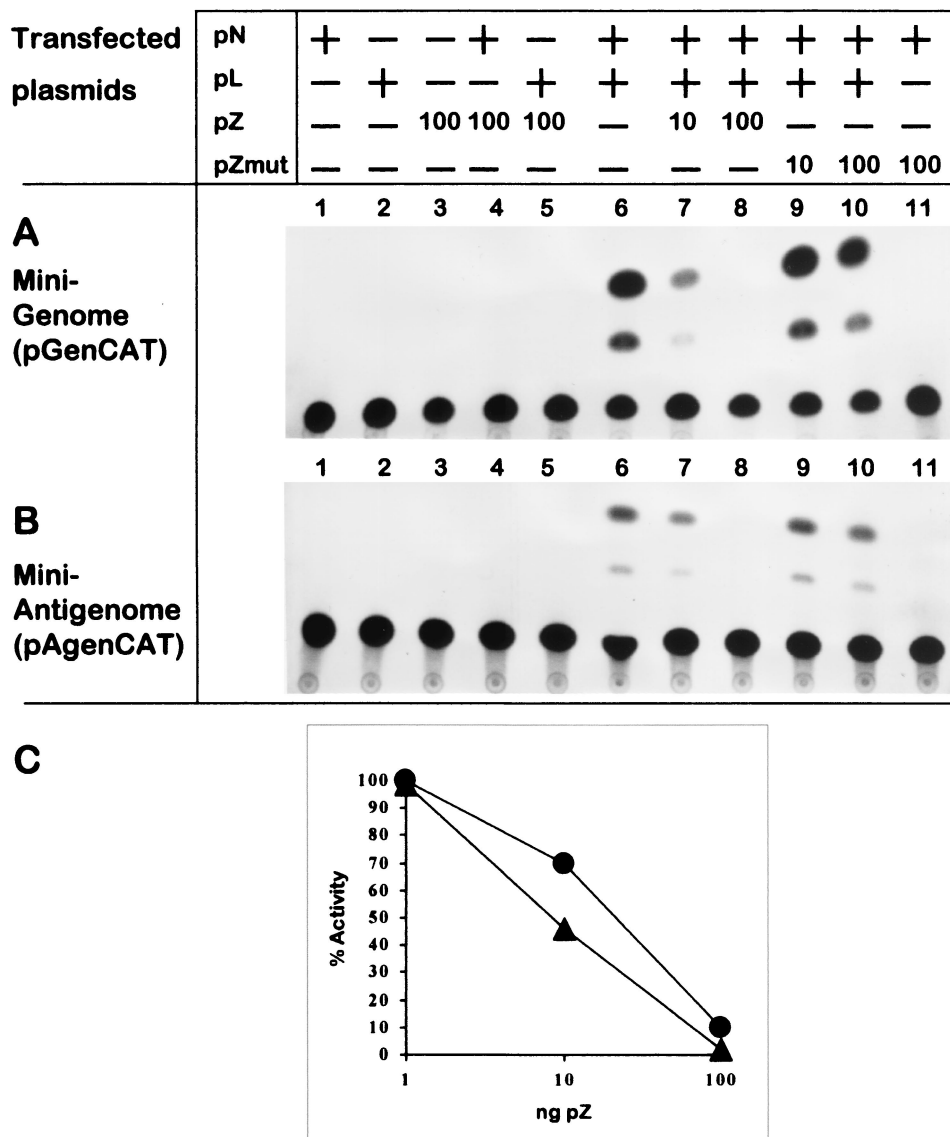 Transfected plasmids
pN + — — + — + + + + + +
pL — + — — + + + + + + —
pZ — — 100 100 100 — 10 100 — — —
pZmut — — — — — — — — 10 100 100
A
1 2 3 4 5 6 7 8 9 10 11
Mini-
Genome
(pGenCAT)
B
1 2 3 4 5 6 7 8 9 10 11
Mini-
Antigenome
(pAgenCAT)
C
% Activity
100
90
80
70
60
50
40
30
20
10
0
1 10 100
ng pZ